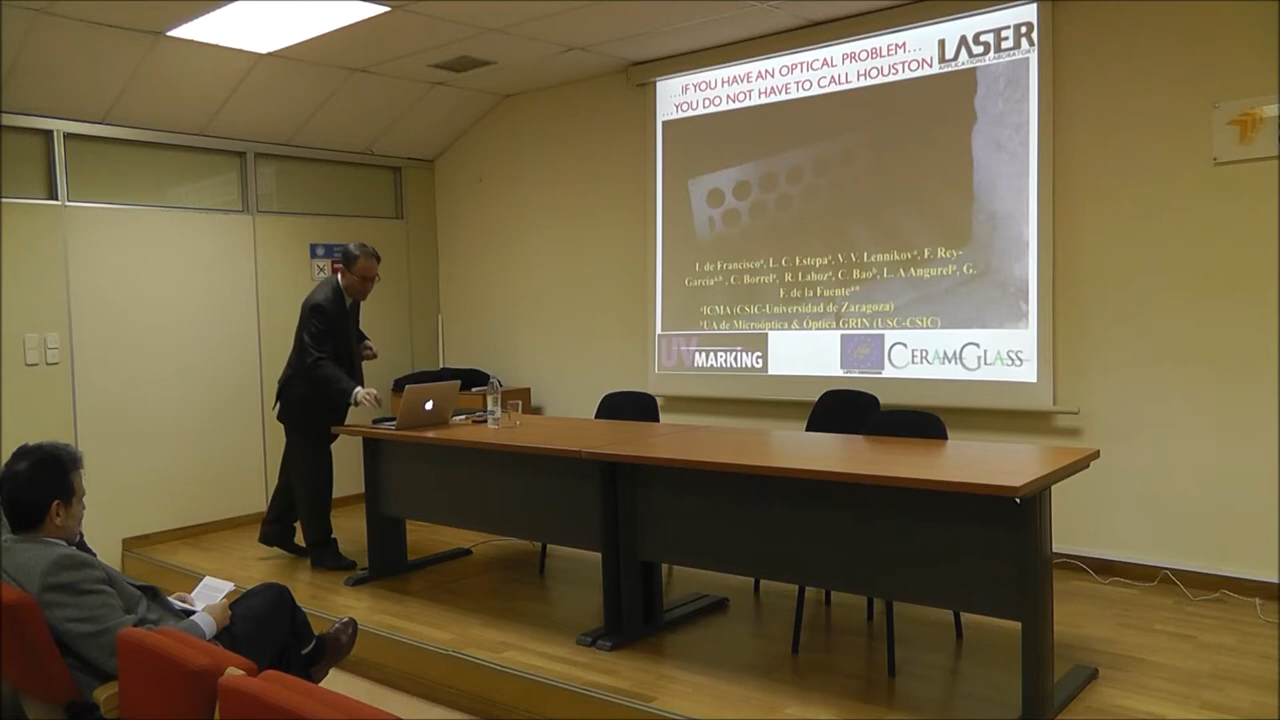 ...IF YOU HAVE AN OPTICAL PROBLEM...
...YOU DO NOT HAVE TO CALL HOUSTON
LASER
APPLICATIONS LABORATORY
I. de Franciscoª, L. C. Estepaª, V. V. Lennikovª, F. Rey-
Garcíaª,ᵇ , C. Borrelª, R. Lahozª, C. Baoᵇ, L. A Angurelª, G.
F. de la Fuenteª*
ªICMA (CSIC-Universidad de Zaragoza)
ᵇUA de Microóptica & Óptica GRIN (USC-CSIC)
UV MARKING
CERAMGLASS